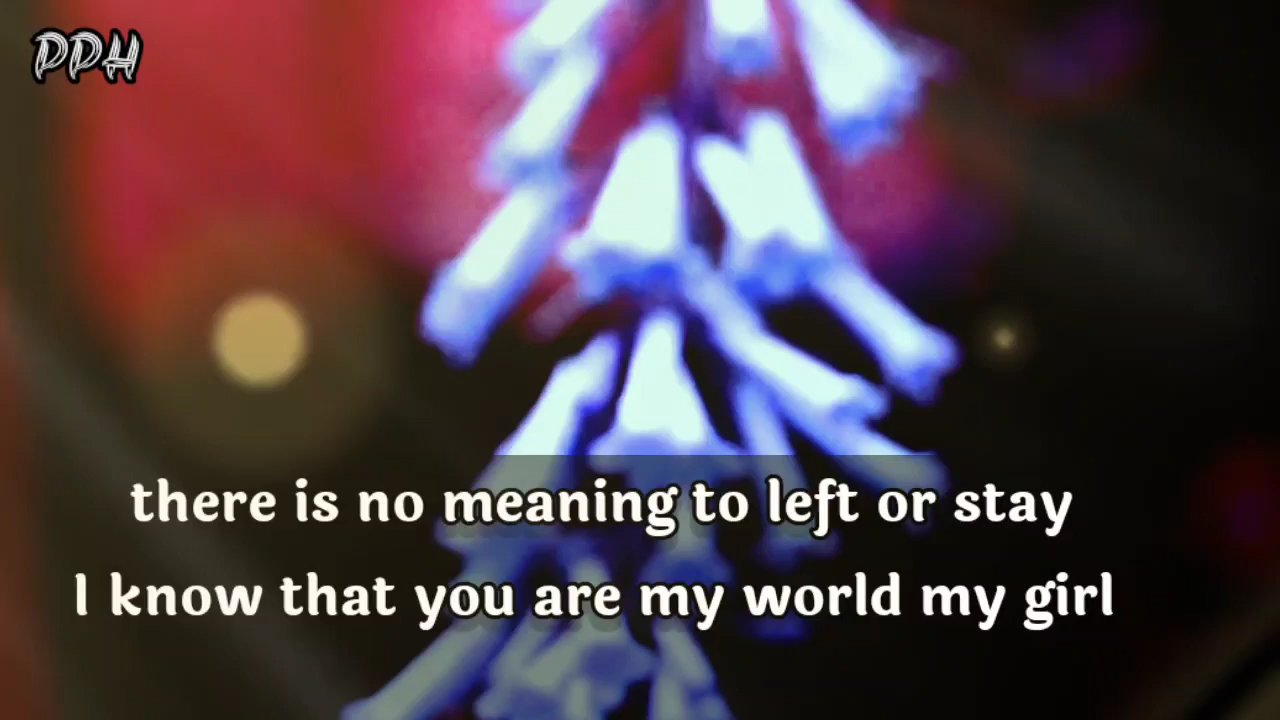 PPH
there is no meaning to left or stay
I know that you are my world my girl